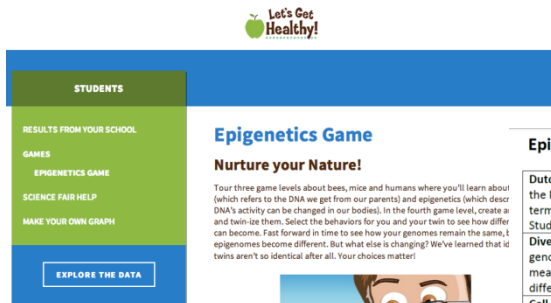 Let's Get
Healthy!
STUDENTS
RESULTS FROM YOUR SCHOOL
GAMES
EPIGENETICS GAME
SCIENCE FAIR HELP
MAKE YOUR OWN GRAPH
EXPLORE THE DATA
Epigenetics Game
Nurture your Nature!
Tour three game levels about bees, mice and humans where you'll learn about
(which refers to the DNA we get from our parents) and epigenetics (which descr
DNA's activity can be changed in our bodies). In the fourth game level, create a
and twin-ize them. Select the behaviors for you and your twin to see how differ
can become. Fast forward in time to see how your genomes remain the same, b
epigenomes become different. But what else is changing? We've learned that id
twins aren't so identical after all. Your choices matter!
Epi
Dutc
the
term
Stud
Dive
geno
mea
diffe